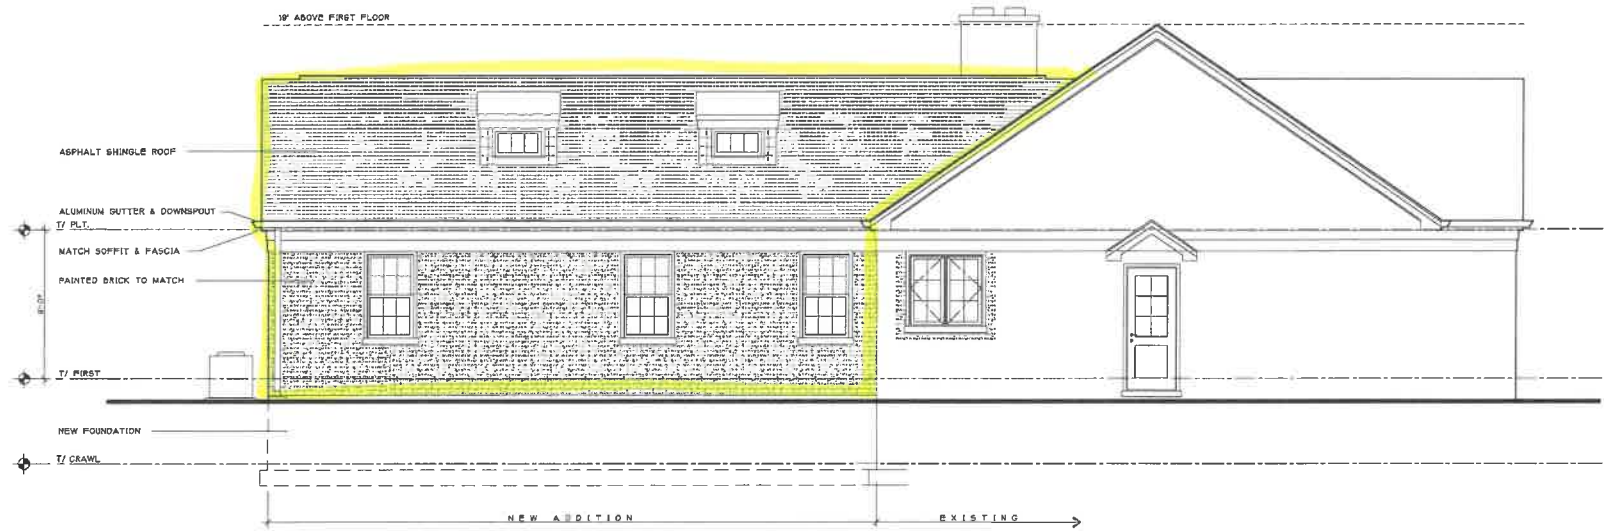 19' ABOVE FIRST FLOOR
ASPHALT SHINGLE ROOF
ALUMINUM GUTTER & DOWNSPOUT
T/ PLT.
MATCH SOFFIT & FASCIA
PAINTED BRICK TO MATCH
T/ FIRST
NEW FOUNDATION
T/ CRAWL
NEW ADDITION
EXISTING